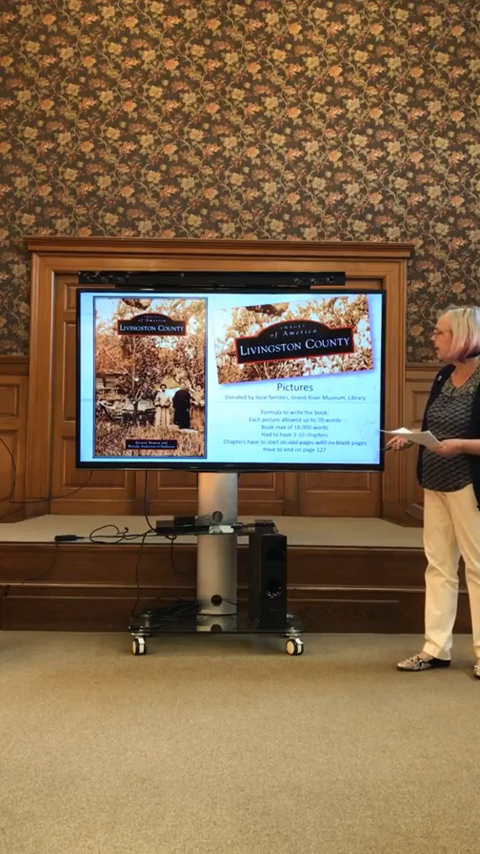 IMAGES
of America
LIVINGSTON COUNTY
IMAGES
of America
LIVINGSTON COUNTY
Pictures
Donated by local families, Grand River Museum, Library
Formula to write the book:
Each picture allowed up to 70 words
Book max of 18,000 words
Had to have 3-10 chapters
Chapters have to start on odd pages with no blank pages
Have to end on page 127